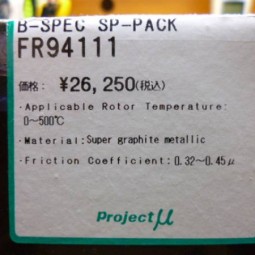 B-SPEC SP-PACK
FR94111
価格: ¥26,250(税込)
・Applicable Rotor Temperature:
0～500℃
・Material:Super graphite metallic
・Friction Coefficient:0.32～0.45μ
Project μ